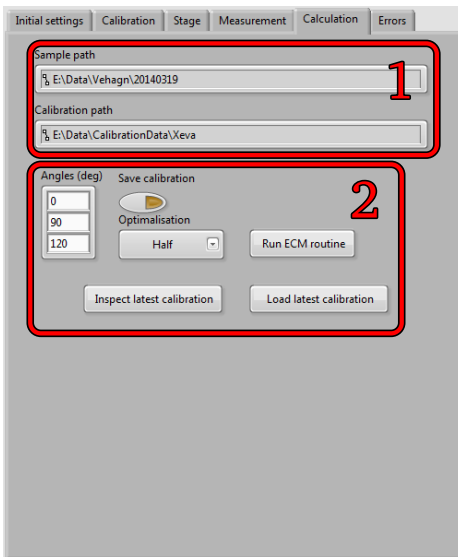 Initial settings Calibration Stage Measurement Calculation Errors
Sample path
E:\Data\Vehagn\20140319
1
Calibration path
E:\Data\CalibrationData\Xeva
Angles (deg) Save calibration
2
0
90 Optimalisation
120 Half Run ECM routine
Inspect latest calibration Load latest calibration